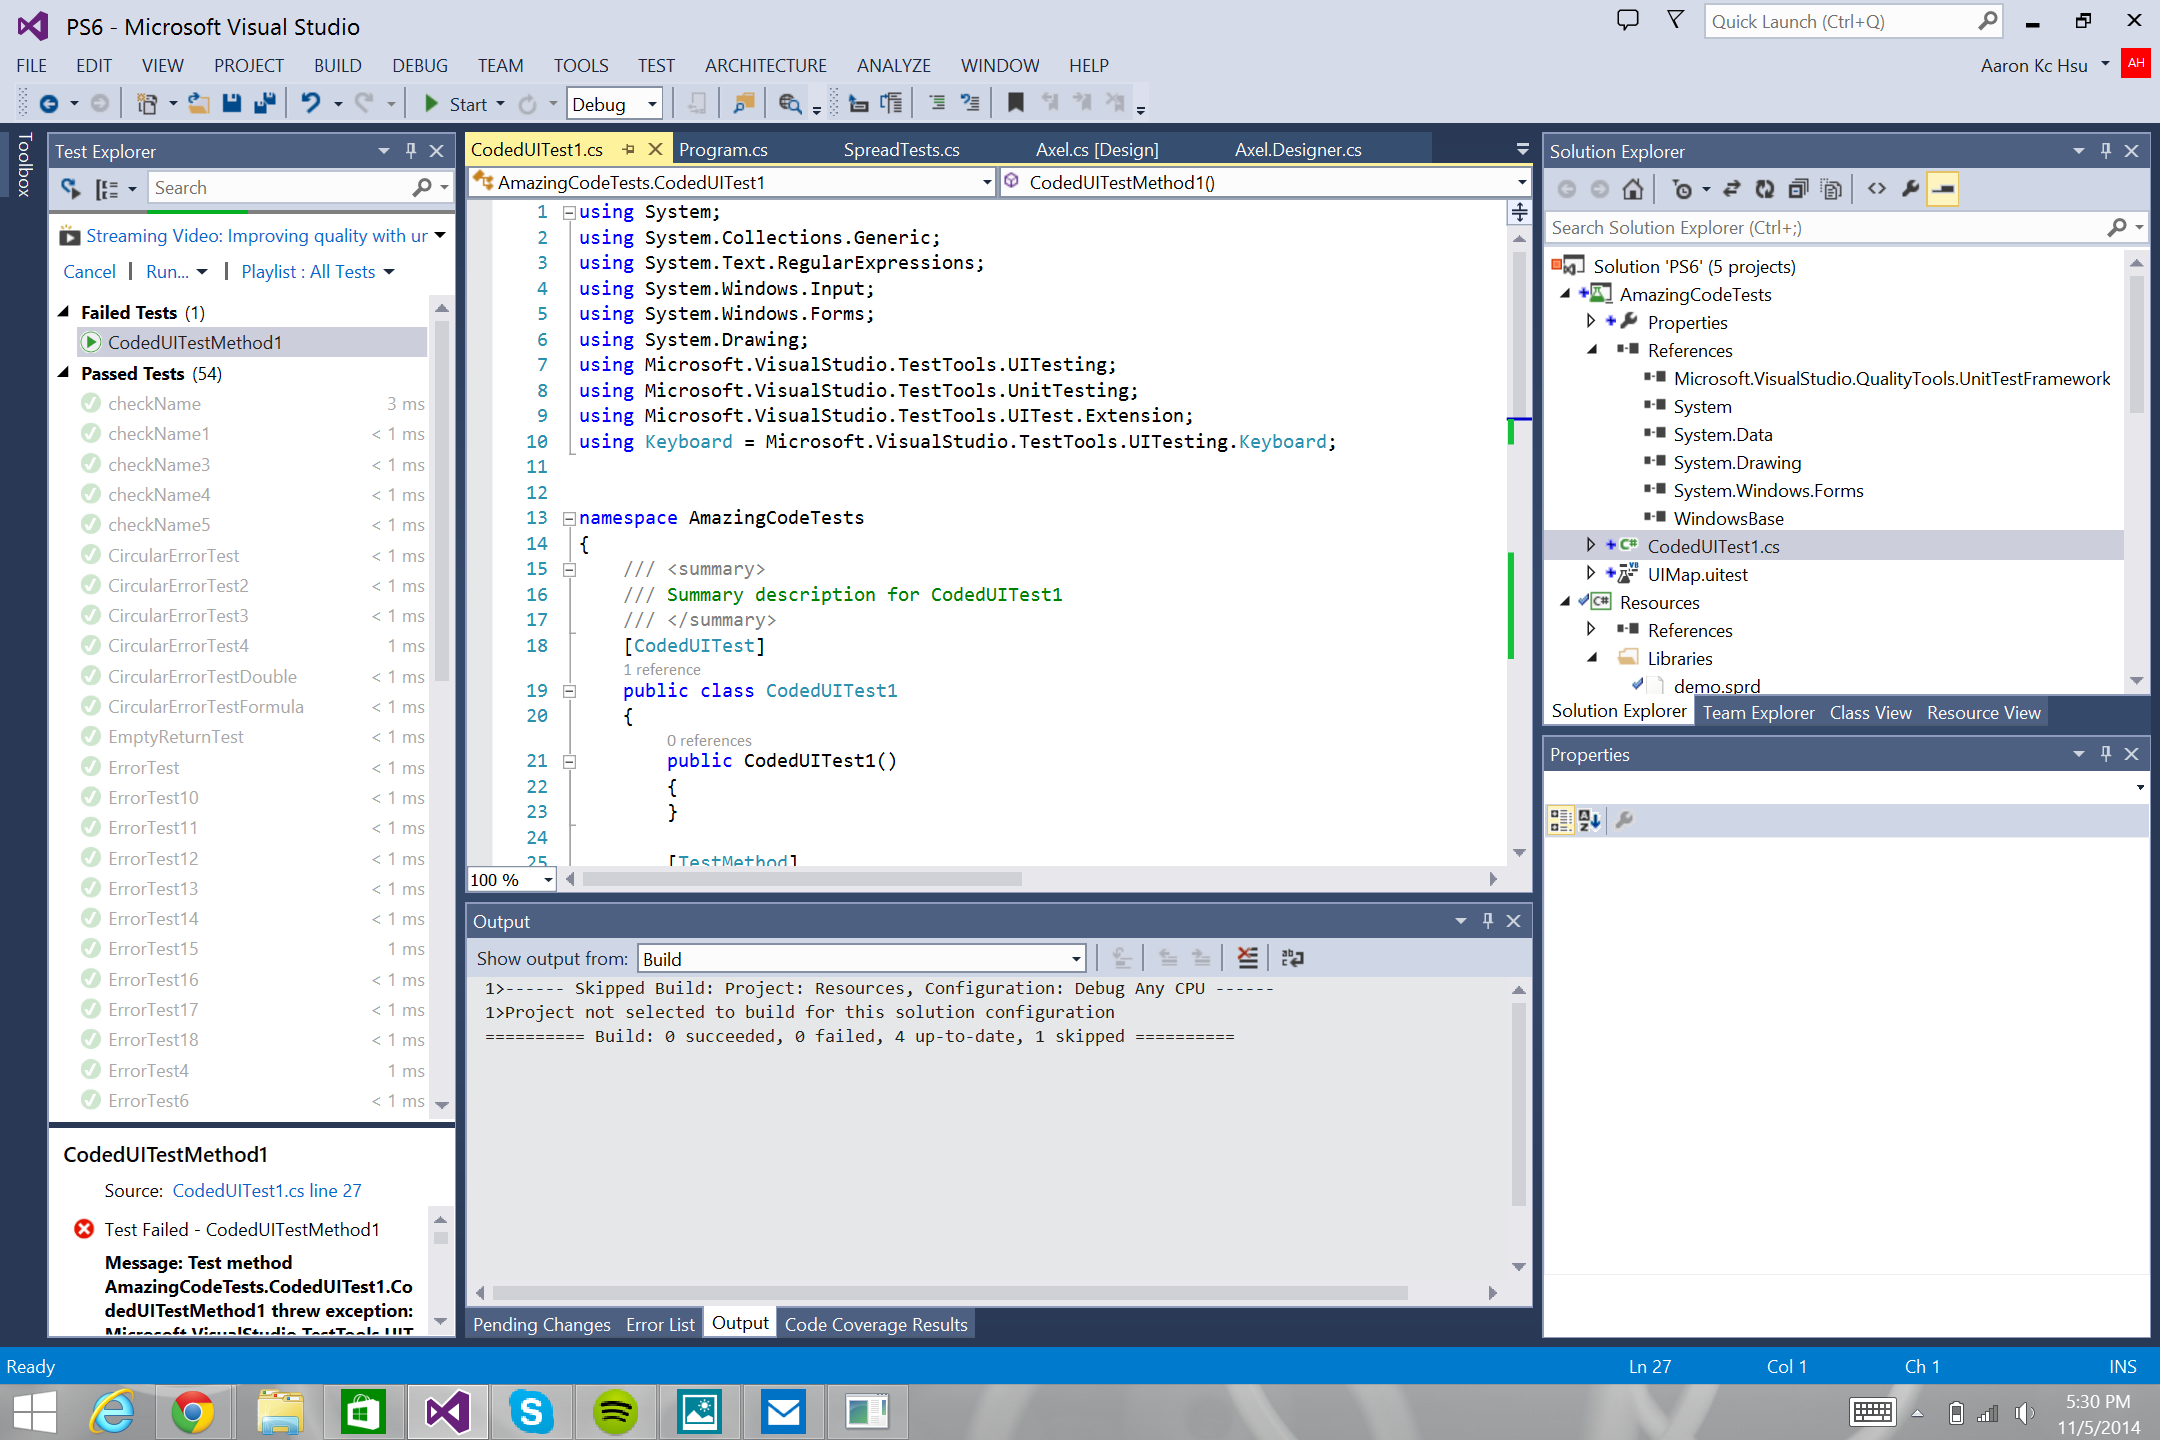 PS6 - Microsoft Visual Studio
Quick Launch (Ctrl+Q)
FILE EDIT VIEW PROJECT BUILD DEBUG TEAM TOOLS TEST ARCHITECTURE ANALYZE WINDOW HELP
Aaron Kc Hsu AH
Start Debug
Toolbox
Test Explorer
Search
Streaming Video: Improving quality with ur
Cancel | Run... | Playlist : All Tests
Failed Tests (1)
CodedUITestMethod1
Passed Tests (54)
checkName 3 ms
checkName1 < 1 ms
checkName3 < 1 ms
checkName4 < 1 ms
checkName5 < 1 ms
CircularErrorTest < 1 ms
CircularErrorTest2 < 1 ms
CircularErrorTest3 < 1 ms
CircularErrorTest4 1 ms
CircularErrorTestDouble < 1 ms
CircularErrorTestFormula < 1 ms
EmptyReturnTest < 1 ms
ErrorTest < 1 ms
ErrorTest10 < 1 ms
ErrorTest11 < 1 ms
ErrorTest12 < 1 ms
ErrorTest13 < 1 ms
ErrorTest14 < 1 ms
ErrorTest15 1 ms
ErrorTest16 < 1 ms
ErrorTest17 < 1 ms
ErrorTest18 < 1 ms
ErrorTest4 1 ms
ErrorTest6 < 1 ms
CodedUITestMethod1
Source: CodedUITest1.cs line 27
Test Failed - CodedUITestMethod1
Message: Test method
AmazingCodeTests.CodedUITest1.Co
dedUITestMethod1 threw exception:
Microsoft.VisualStudio.TestTools.UIT
CodedUITest1.cs Program.cs SpreadTests.cs Axel.cs [Design] Axel.Designer.cs
AmazingCodeTests.CodedUITest1 CodedUITestMethod1()
1 using System;
2 using System.Collections.Generic;
3 using System.Text.RegularExpressions;
4 using System.Windows.Input;
5 using System.Windows.Forms;
6 using System.Drawing;
7 using Microsoft.VisualStudio.TestTools.UITesting;
8 using Microsoft.VisualStudio.TestTools.UnitTesting;
9 using Microsoft.VisualStudio.TestTools.UITest.Extension;
10 using Keyboard = Microsoft.VisualStudio.TestTools.UITesting.Keyboard;
11
12
13 namespace AmazingCodeTests
14 {
15 /// <summary>
16 /// Summary description for CodedUITest1
17 /// </summary>
18 [CodedUITest]
1 reference
19 public class CodedUITest1
20 {
0 references
21 public CodedUITest1()
22 {
23 }
24
25 [TestMethod]
100 %
Output
Show output from: Build
1>------ Skipped Build: Project: Resources, Configuration: Debug Any CPU ------
1>Project not selected to build for this solution configuration
========== Build: 0 succeeded, 0 failed, 4 up-to-date, 1 skipped ==========
Pending Changes Error List Output Code Coverage Results
Solution Explorer
Search Solution Explorer (Ctrl+;)
Solution 'PS6' (5 projects)
AmazingCodeTests
Properties
References
Microsoft.VisualStudio.QualityTools.UnitTestFramework
System
System.Data
System.Drawing
System.Windows.Forms
WindowsBase
CodedUITest1.cs
UIMap.uitest
Resources
References
Libraries
demo.sprd
Solution Explorer Team Explorer Class View Resource View
Properties
Ready Ln 27 Col 1 Ch 1 INS
5:30 PM
11/5/2014